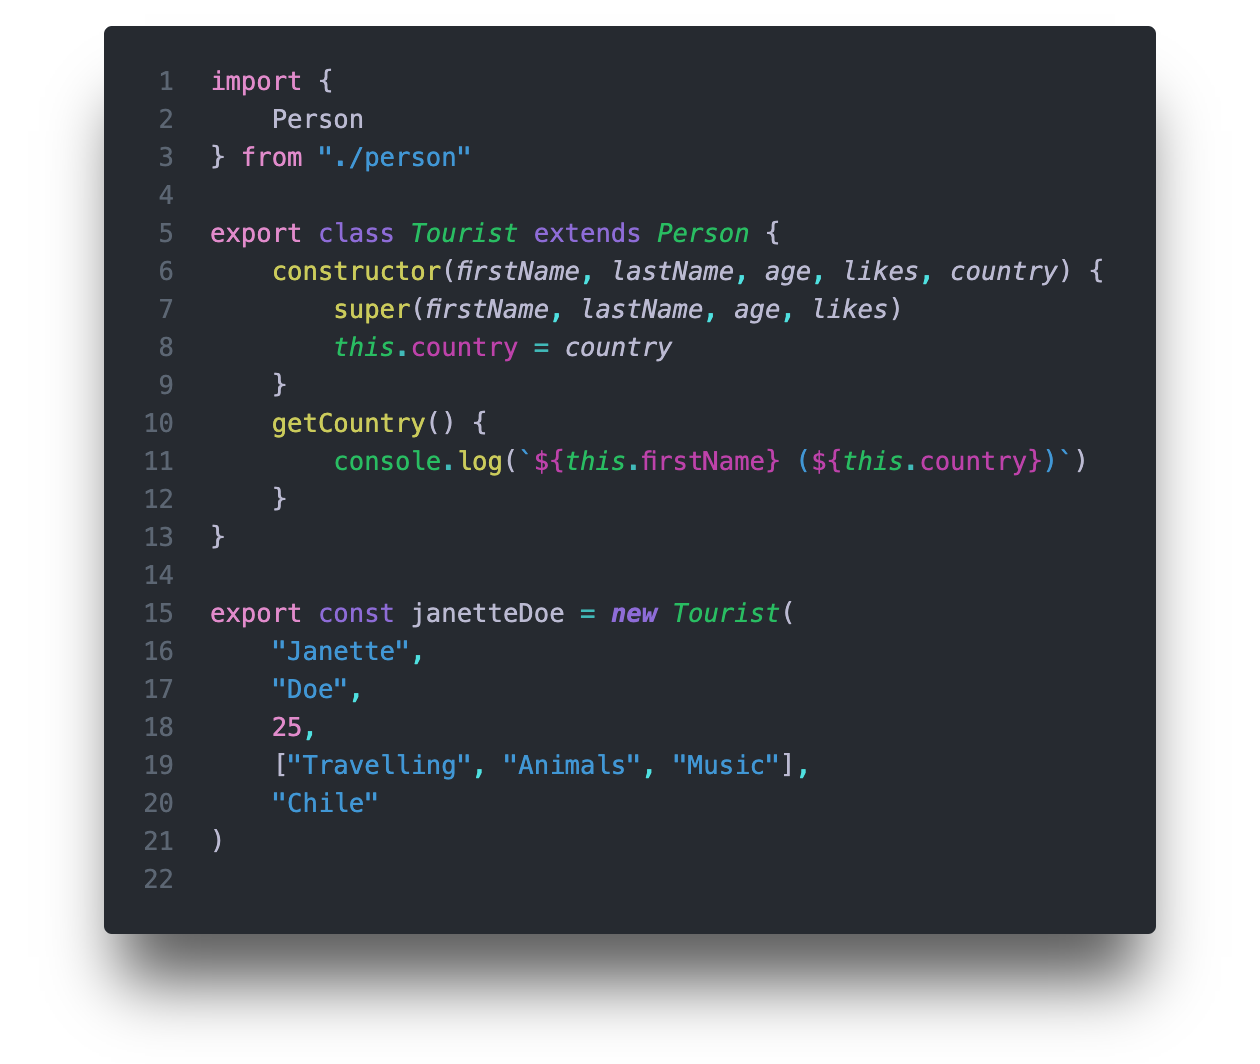 1 import {
2     Person
3 } from "./person"
4
5 export class Tourist extends Person {
6     constructor(firstName, lastName, age, likes, country) {
7         super(firstName, lastName, age, likes)
8         this.country = country
9     }
10     getCountry() {
11         console.log(`${this.firstName} (${this.country})`)
12     }
13 }
14
15 export const janetteDoe = new Tourist(
16     "Janette",
17     "Doe",
18     25,
19     ["Travelling", "Animals", "Music"],
20     "Chile"
21 )
22